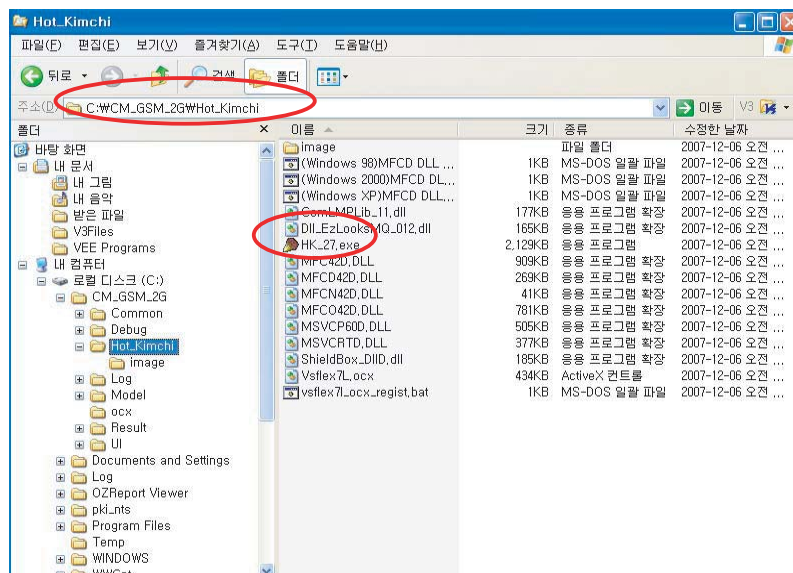 Hot_Kimchi
파일(F) 편집(E) 보기(V) 즐겨찾기(A) 도구(T) 도움말(H)
뒤로 검색 폴더
주소(D) C:₩CM_GSM_2G₩Hot_Kimchi 이동 V3
폴더 × 이름 크기 종류 수정한 날짜
바탕 화면
내 문서
내 그림
내 음악
받은 파일
V3Files
VEE Programs
내 컴퓨터
로컬 디스크 (C:)
CM_GSM_2G
Common
Debug
Hot_Kimchi
image
Log
Model
ocx
Result
UI
Documents and Settings
Log
OZReport Viewer
pki_nts
Program Files
Temp
WINDOWS
image 파일 폴더 2007-12-06 오전 ...
(Windows 98)MFCD DLL ... 1KB MS-DOS 일괄 파일 2007-12-06 오전 ...
(Windows 2000)MFCD DL... 1KB MS-DOS 일괄 파일 2007-12-06 오전 ...
(Windows XP)MFCD DLL... 1KB MS-DOS 일괄 파일 2007-12-06 오전 ...
ComLMPLib_11.dll 177KB 응용 프로그램 확장 2007-12-06 오전 ...
Dll_EzLooksMQ_012.dll 165KB 응용 프로그램 확장 2007-12-06 오전 ...
HK_27.exe 2,129KB 응용 프로그램 2007-12-06 오전 ...
MFC42D.DLL 909KB 응용 프로그램 확장 2007-12-06 오전 ...
MFCD42D.DLL 269KB 응용 프로그램 확장 2007-12-06 오전 ...
MFCN42D.DLL 41KB 응용 프로그램 확장 2007-12-06 오전 ...
MFCO42D.DLL 781KB 응용 프로그램 확장 2007-12-06 오전 ...
MSVCP60D.DLL 505KB 응용 프로그램 확장 2007-12-06 오전 ...
MSVCRTD.DLL 377KB 응용 프로그램 확장 2007-12-06 오전 ...
ShieldBox_DllD.dll 185KB 응용 프로그램 확장 2007-12-06 오전 ...
Vsflex7L.ocx 434KB ActiveX 컨트롤 2007-12-06 오전 ...
vsflex7l_ocx_regist.bat 1KB MS-DOS 일괄 파일 2007-12-06 오전 ...